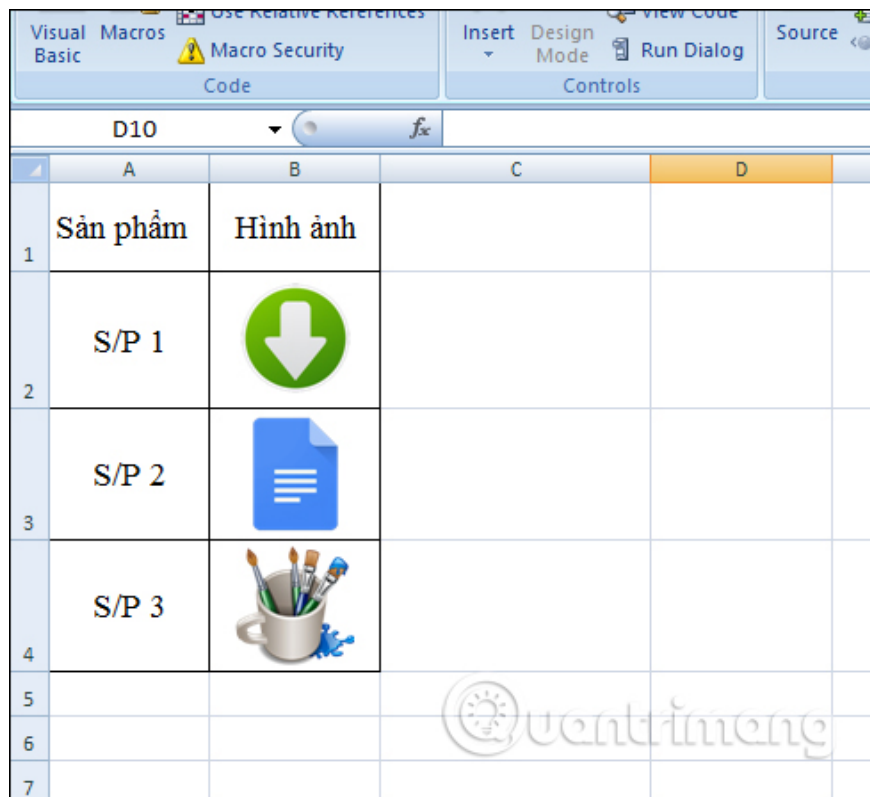 Use Relative References
View Code
Visual Basic
Macros
Macro Security
Insert
Design Mode
Run Dialog
Source
Code
Controls
D10
fx
A B C D
1 Sản phẩm Hình ảnh
2 S/P 1
3 S/P 2
4 S/P 3
5
6
7
Quantrimang